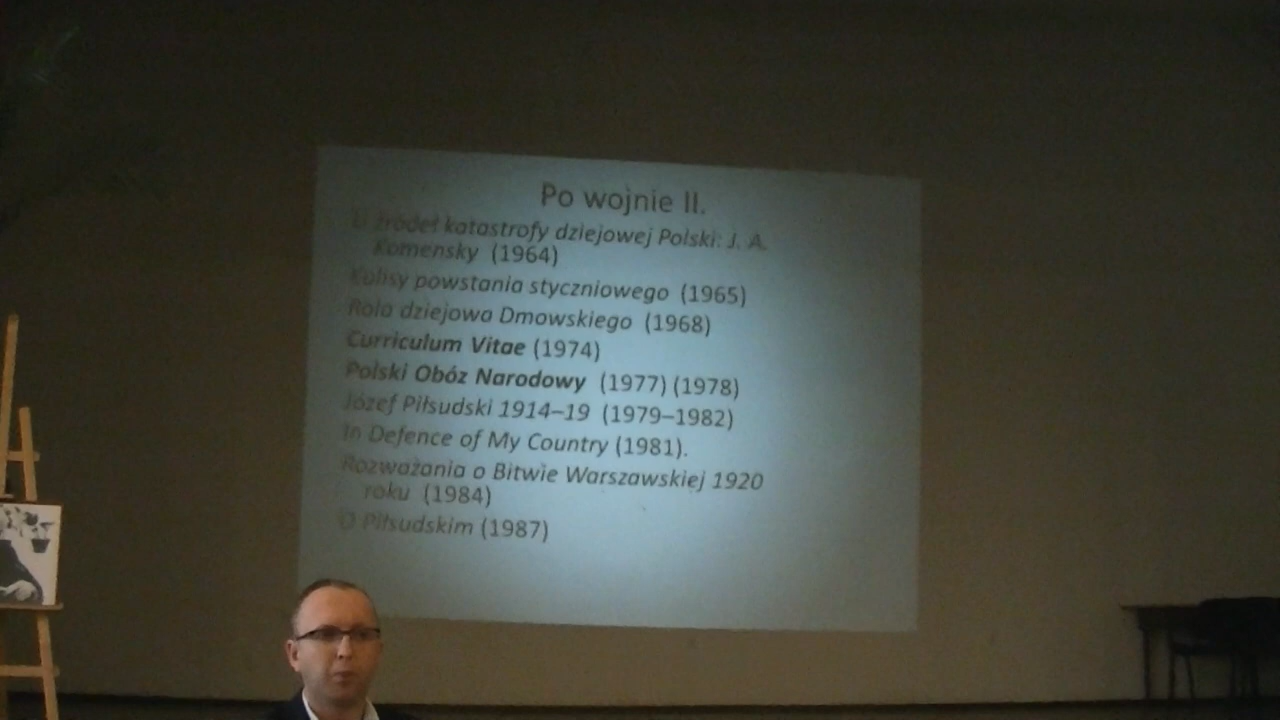 Po wojnie II.
U źródeł katastrofy dziejowej Polski: J. A.
Komensky (1964)
Kulisy powstania styczniowego (1965)
Rola dziejowa Dmowskiego (1968)
Curriculum Vitae (1974)
Polski Obóz Narodowy (1977) (1978)
Józef Piłsudski 1914–19 (1979–1982)
In Defence of My Country (1981).
Rozważania o Bitwie Warszawskiej 1920
roku (1984)
O Piłsudskim (1987)